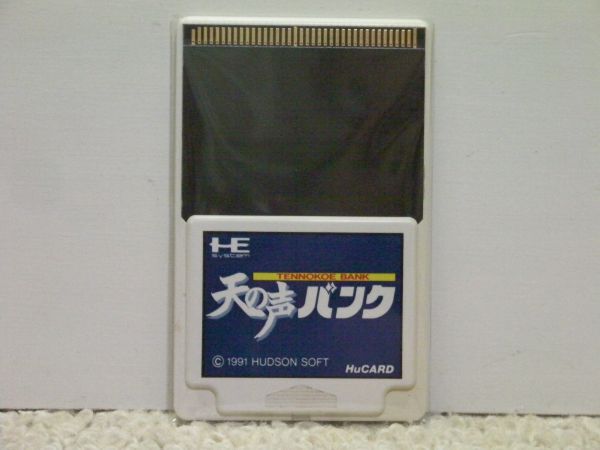 HE
system
TENNOKOE BANK
天の声バンク
© 1991 HUDSON SOFT
HuCARD